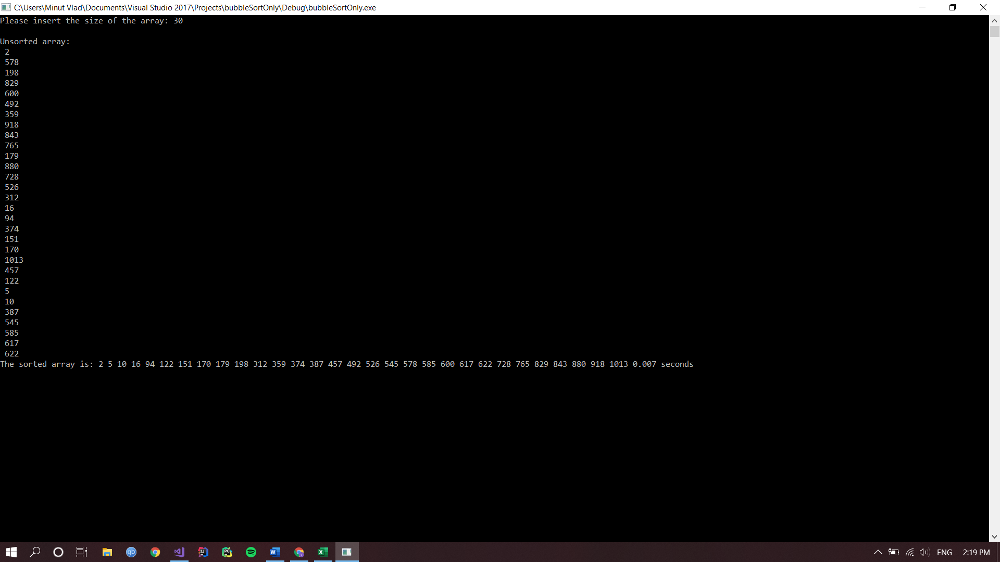 C:\Users\Minut Vlad\Documents\Visual Studio 2017\Projects\bubbleSortOnly\Debug\bubbleSortOnly.exe
Please insert the size of the array: 30
Unsorted array:
2
578
198
829
600
492
359
918
843
765
179
880
728
526
312
16
94
374
151
170
1013
457
122
5
10
387
545
585
617
622
The sorted array is: 2 5 10 16 94 122 151 170 179 198 312 359 374 387 457 492 526 545 578 585 600 617 622 728 765 829 843 880 918 1013 0.007 seconds
qb
IJ
PC
W
X
ENG
2:19 PM